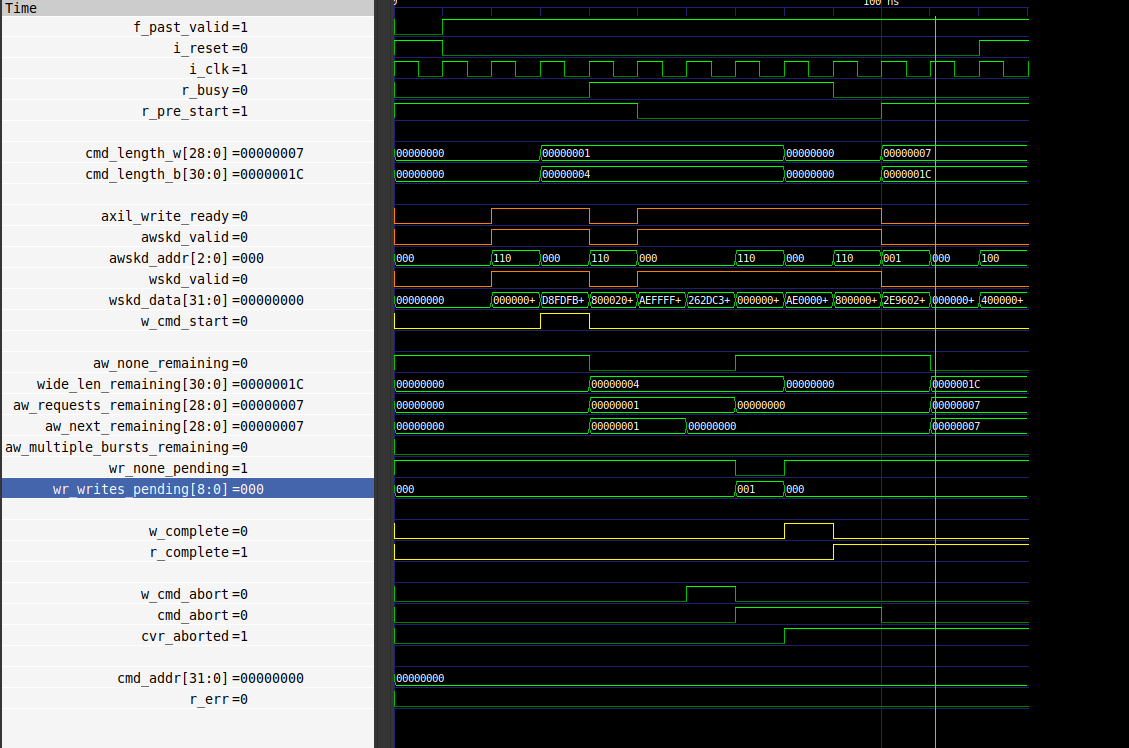 Time
0 100 ns
f_past_valid=1
i_reset=0
i_clk=1
r_busy=0
r_pre_start=1
cmd_length_w[28:0]=00000007 00000000 00000001 00000000 00000007
cmd_length_b[30:0]=0000001C 00000000 00000004 00000000 0000001C
axil_write_ready=0
awskd_valid=0
awskd_addr[2:0]=000 000 110 000 110 000 110 000 110 001 000 100
wskd_valid=0
wskd_data[31:0]=00000000 00000000 000000+ D8FDFB+ 800020+ AEFFFF+ 262DC3+ 000000+ AE0000+ 800000+ 2E9602+ 000000+ 400000+
w_cmd_start=0
aw_none_remaining=0
wide_len_remaining[30:0]=0000001C 00000000 00000004 00000000 0000001C
aw_requests_remaining[28:0]=00000007 00000000 00000001 00000000 00000007
aw_next_remaining[28:0]=00000007 00000000 00000001 00000000 00000007
aw_multiple_bursts_remaining=0
wr_none_pending=1
wr_writes_pending[8:0]=000 000 001 000
w_complete=0
r_complete=1
w_cmd_abort=0
cmd_abort=0
cvr_aborted=1
cmd_addr[31:0]=00000000 00000000
r_err=0